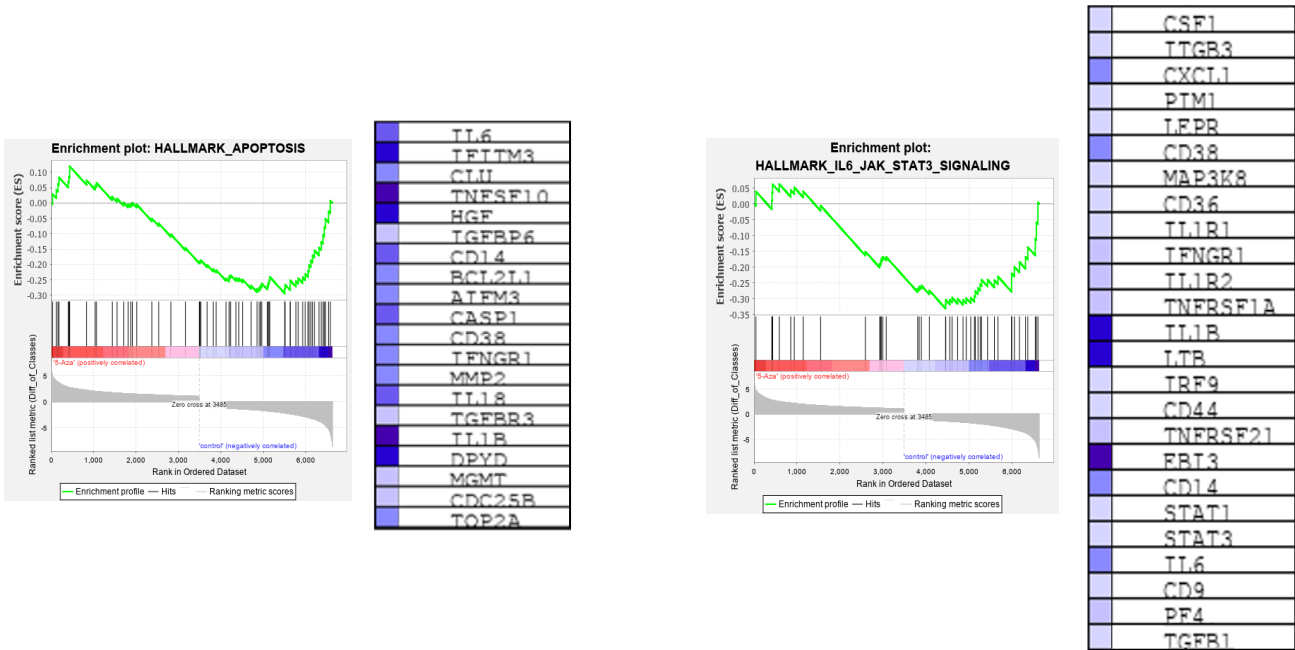 Enrichment plot: HALLMARK_APOPTOSIS
Enrichment score (ES)
0.10
0.05
0.00
-0.05
-0.10
-0.15
-0.20
-0.25
-0.30
'5-Aza' (positively correlated)
Ranked list metric (Diff_of_Classes)
5
0
-5
Zero cross at 3485
'control' (negatively correlated)
0
1,000
2,000
3,000
4,000
5,000
6,000
Rank in Ordered Dataset
Enrichment profile
Hits
Ranking metric scores
IL6
IFITM3
CLU
TNFSF10
HGF
IGFBP6
CD14
BCL2L1
AIFM3
CASP1
CD38
IFNGR1
MMP2
IL18
TGFBR3
IL1B
DPYD
MGMT
CDC25B
TOP2A
Enrichment plot:
HALLMARK_IL6_JAK_STAT3_SIGNALING
Enrichment score (ES)
0.05
0.00
-0.05
-0.10
-0.15
-0.20
-0.25
-0.30
-0.35
'5-Aza' (positively correlated)
Ranked list metric (Diff_of_Classes)
5
0
-5
Zero cross at 3485
'control' (negatively correlated)
0
1,000
2,000
3,000
4,000
5,000
6,000
Rank in Ordered Dataset
Enrichment profile
Hits
Ranking metric scores
CSF1
ITGB3
CXCL1
PIM1
LEPR
CD38
MAP3K8
CD36
IL1R1
IFNGR1
IL1R2
TNFRSF1A
IL1B
LTB
IRF9
CD44
TNFRSF21
EBI3
CD14
STAT1
STAT3
IL6
CD9
PF4
TGFB1